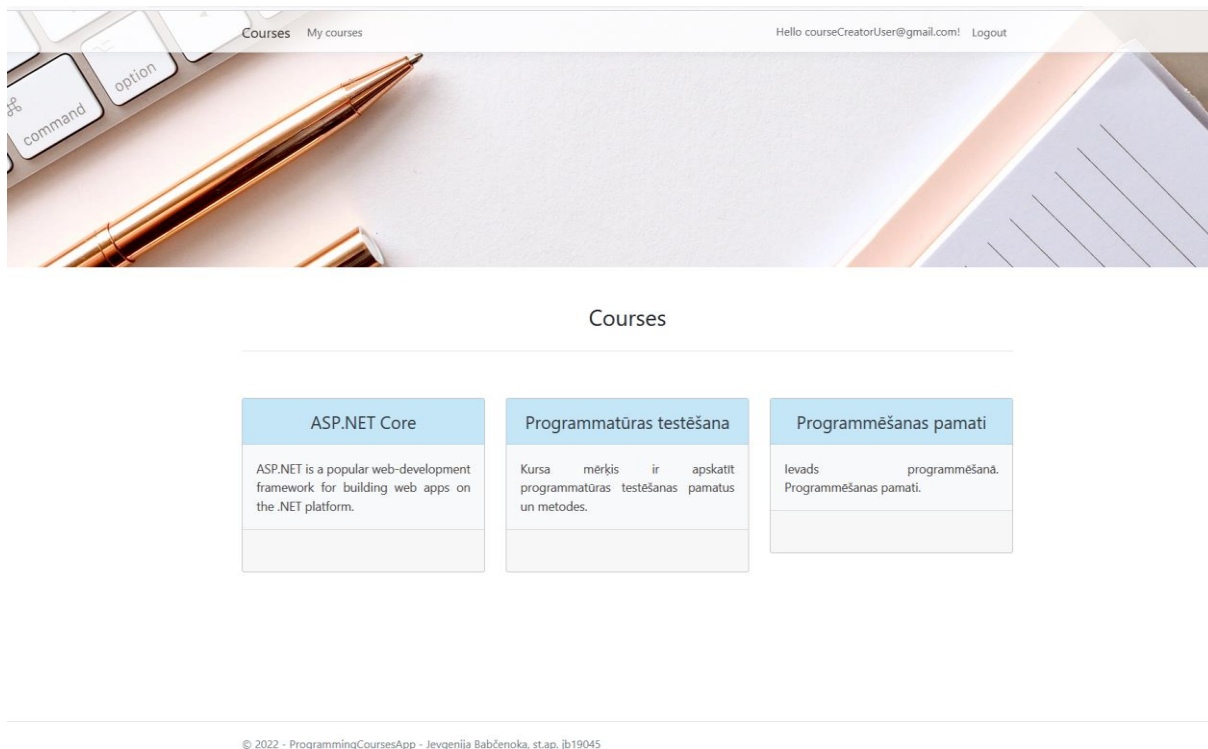 Courses My courses Hello courseCreatorUser@gmail.com! Logout
option
⌘
command
Courses
ASP.NET Core
ASP.NET is a popular web-development
framework for building web apps on
the .NET platform.
Programmatūras testēšana
Kursa mērķis ir apskatīt
programmatūras testēšanas pamatus
un metodes.
Programmēšanas pamati
Ievads programmēšanā.
Programmēšanas pamati.
© 2022 - ProgrammingCoursesApp - Jevgenija Babčenoka, st.ap. jb19045